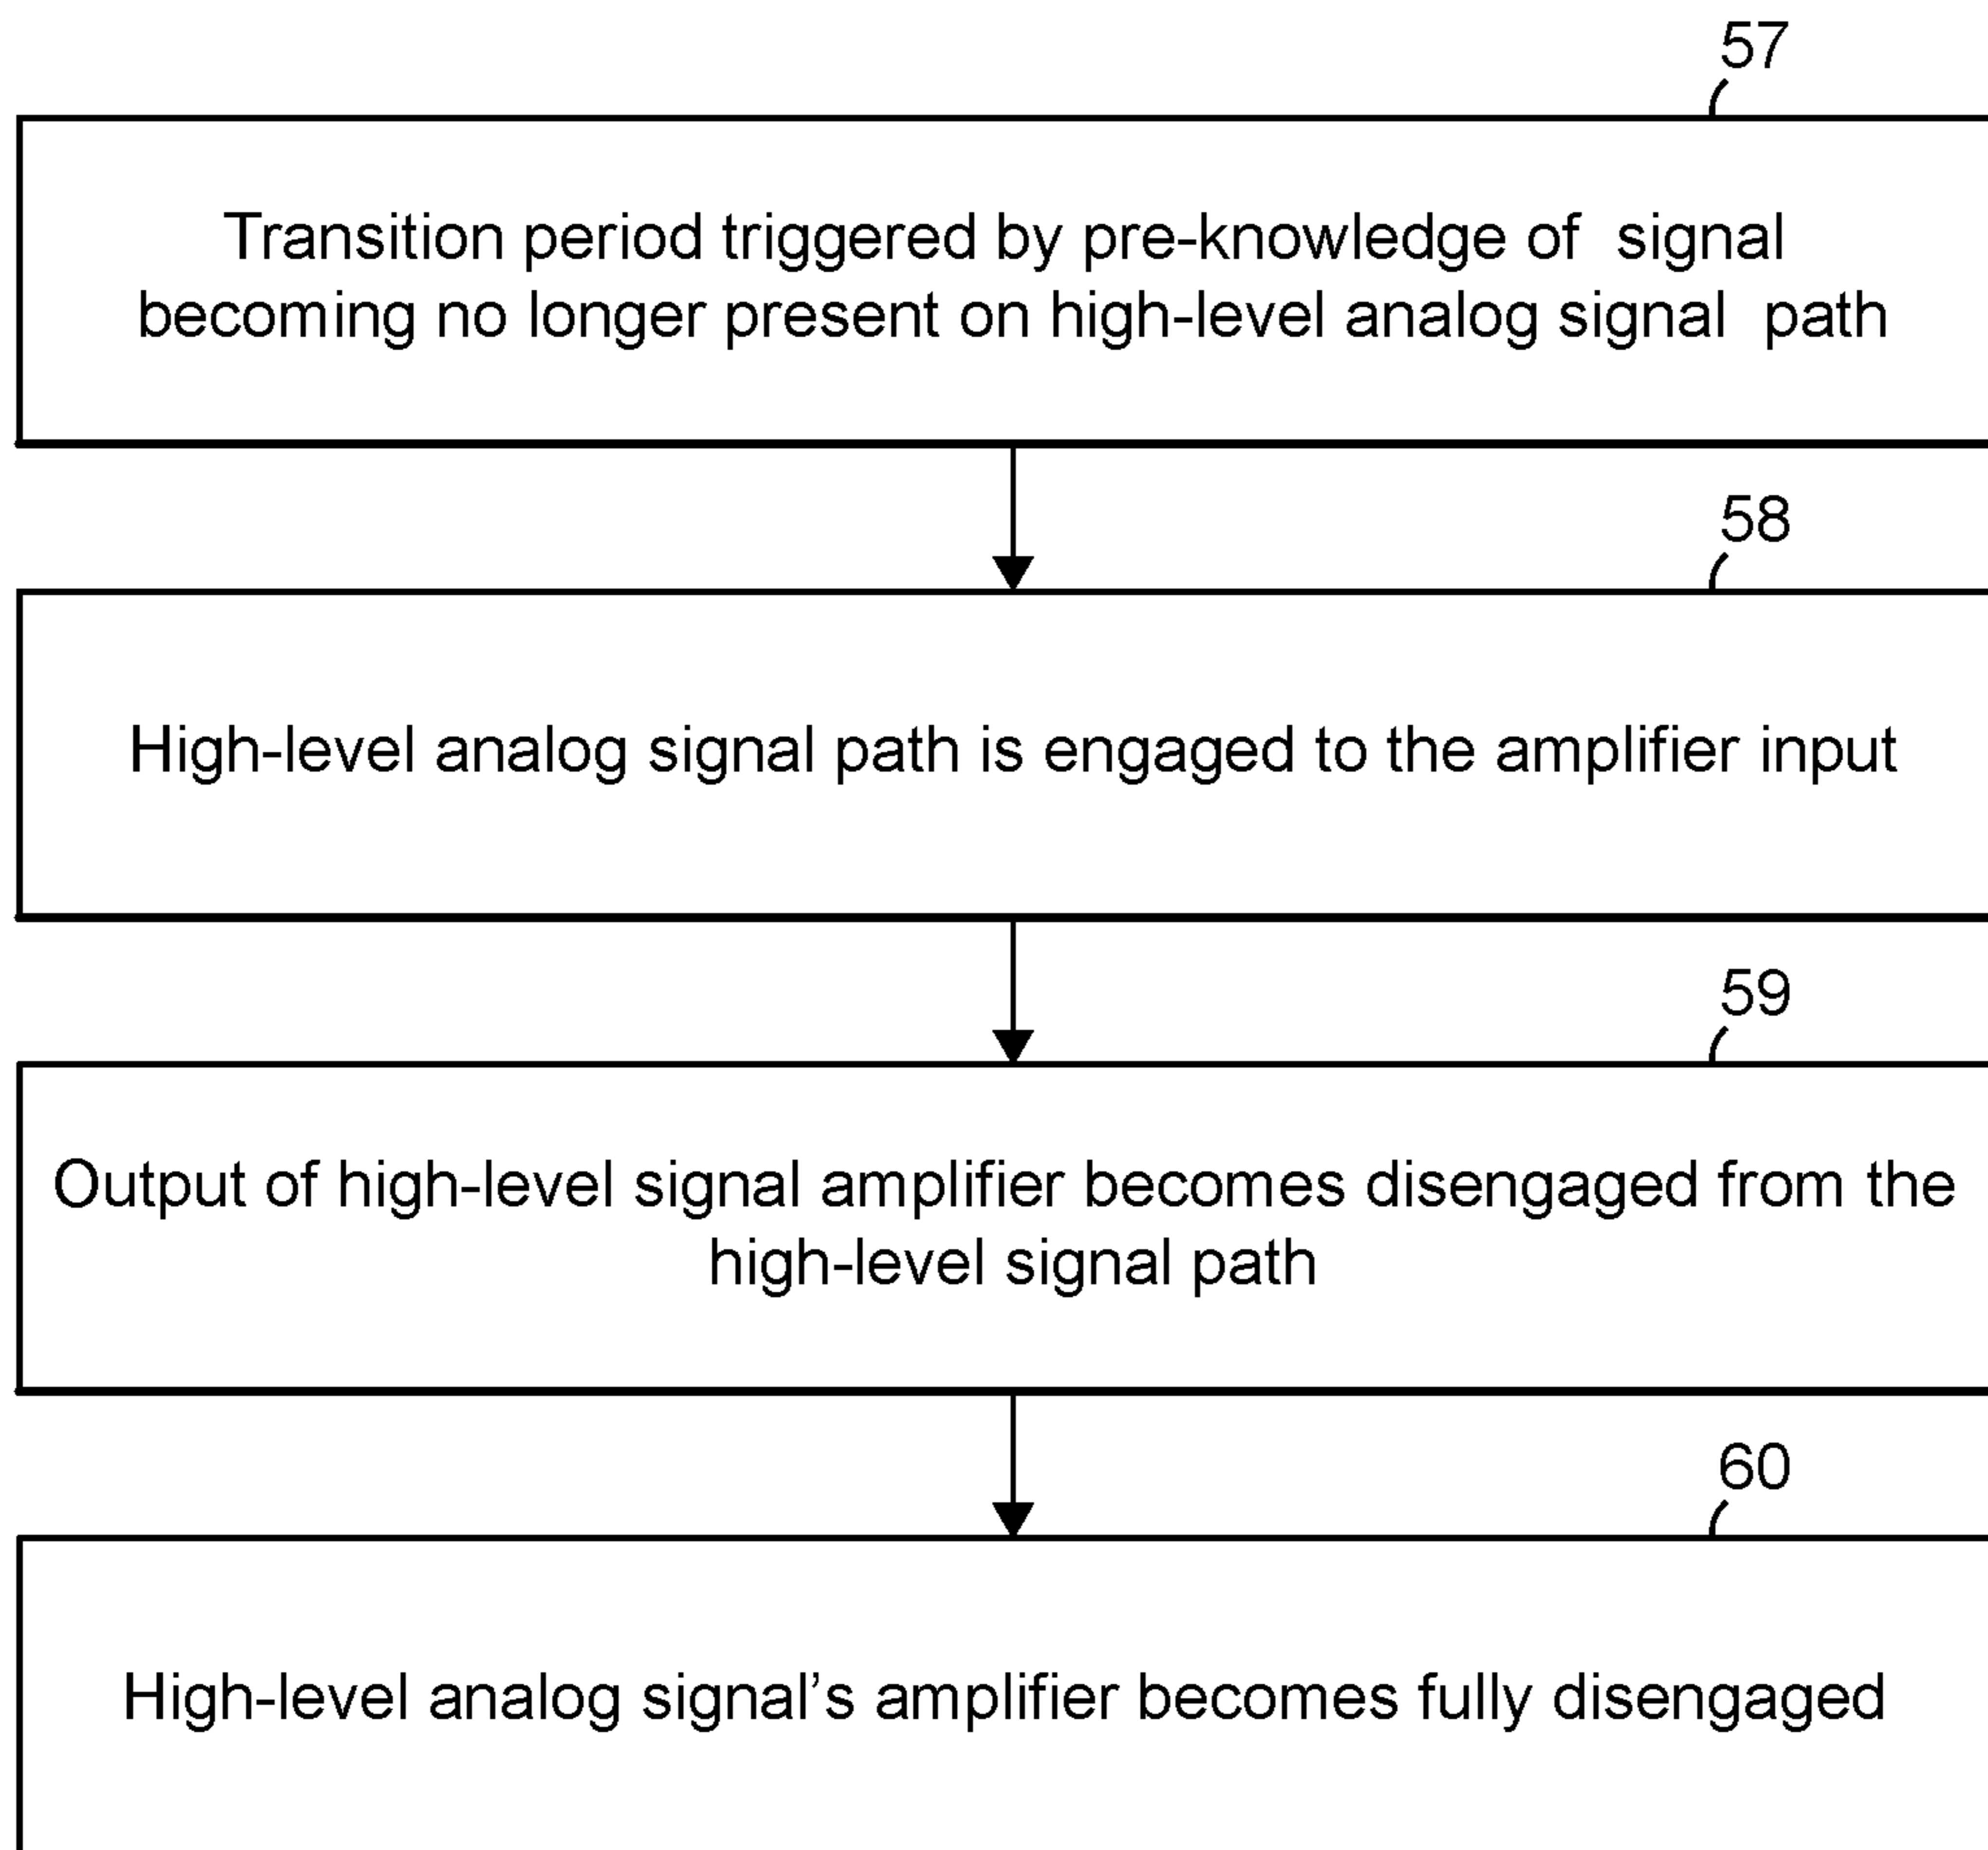 57
Transition period triggered by pre-knowledge of signal
becoming no longer present on high-level analog signal path
58
High-level analog signal path is engaged to the amplifier input
59
Output of high-level signal amplifier becomes disengaged from the
high-level signal path
60
High-level analog signal’s amplifier becomes fully disengaged